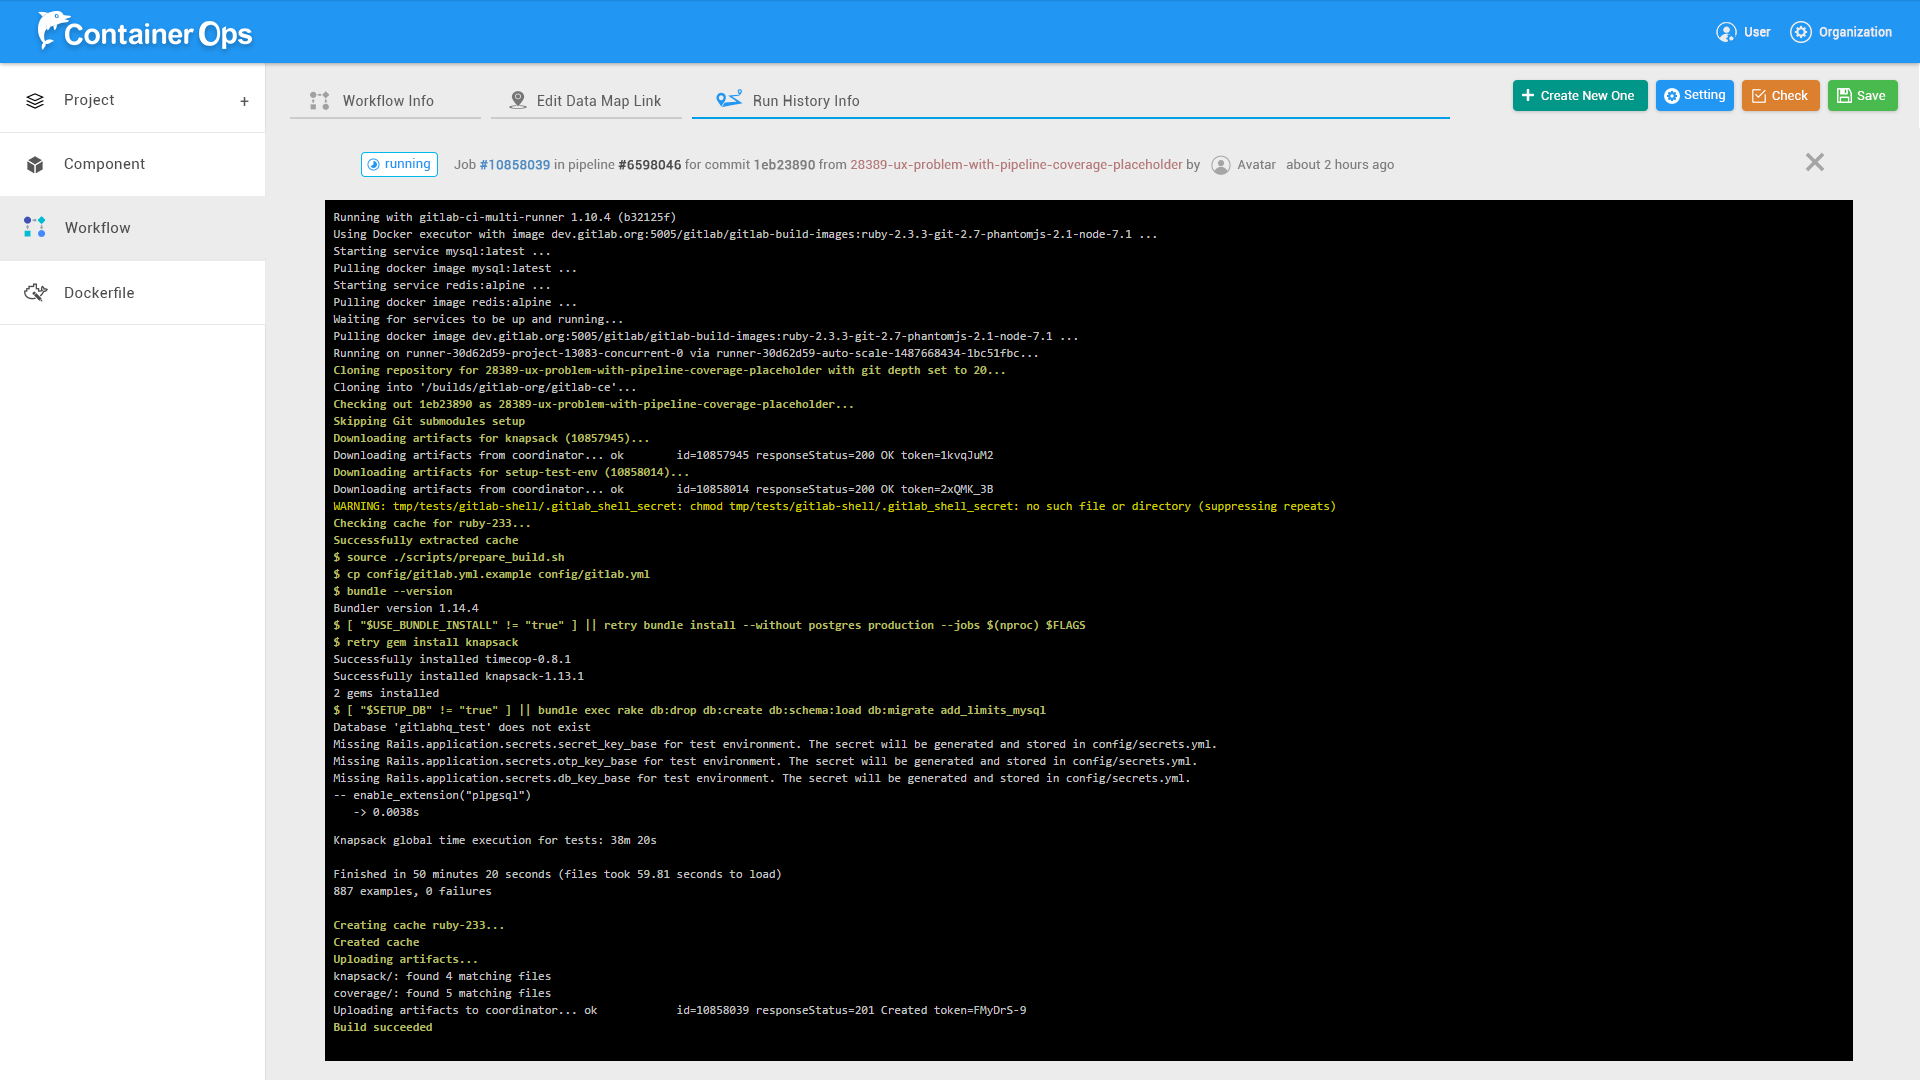 Container Ops
User
Organization
Project
+
Component
Workflow
Dockerfile
Workflow Info
Edit Data Map Link
Run History Info
Create New One
Setting
Check
Save
running
Job #10858039 in pipeline #6598046 for commit 1eb23890 from 28389-ux-problem-with-pipeline-coverage-placeholder by Avatar about 2 hours ago
Running with gitlab-ci-multi-runner 1.10.4 (b32125f)
Using Docker executor with image dev.gitlab.org:5005/gitlab/gitlab-build-images:ruby-2.3.3-git-2.7-phantomjs-2.1-node-7.1 ...
Starting service mysql:latest ...
Pulling docker image mysql:latest ...
Starting service redis:alpine ...
Pulling docker image redis:alpine ...
Waiting for services to be up and running...
Pulling docker image dev.gitlab.org:5005/gitlab/gitlab-build-images:ruby-2.3.3-git-2.7-phantomjs-2.1-node-7.1 ...
Running on runner-30d62d59-project-13083-concurrent-0 via runner-30d62d59-auto-scale-1487668434-1bc51fbc...
Cloning repository for 28389-ux-problem-with-pipeline-coverage-placeholder with git depth set to 20...
Cloning into '/builds/gitlab-org/gitlab-ce'...
Checking out 1eb23890 as 28389-ux-problem-with-pipeline-coverage-placeholder...
Skipping Git submodules setup
Downloading artifacts for knapsack (10857945)...
Downloading artifacts from coordinator... ok        id=10857945 responseStatus=200 OK token=1kvqJuM2
Downloading artifacts for setup-test-env (10858014)...
Downloading artifacts from coordinator... ok        id=10858014 responseStatus=200 OK token=2xQMK_3B
WARNING: tmp/tests/gitlab-shell/.gitlab_shell_secret: chmod tmp/tests/gitlab-shell/.gitlab_shell_secret: no such file or directory (suppressing repeats)
Checking cache for ruby-233...
Successfully extracted cache
$ source ./scripts/prepare_build.sh
$ cp config/gitlab.yml.example config/gitlab.yml
$ bundle --version
Bundler version 1.14.4
$ [ "$USE_BUNDLE_INSTALL" != "true" ] || retry bundle install --without postgres production --jobs $(nproc) $FLAGS
$ retry gem install knapsack
Successfully installed timecop-0.8.1
Successfully installed knapsack-1.13.1
2 gems installed
$ [ "$SETUP_DB" != "true" ] || bundle exec rake db:drop db:create db:schema:load db:migrate add_limits_mysql
Database 'gitlabhq_test' does not exist
Missing Rails.application.secrets.secret_key_base for test environment. The secret will be generated and stored in config/secrets.yml.
Missing Rails.application.secrets.otp_key_base for test environment. The secret will be generated and stored in config/secrets.yml.
Missing Rails.application.secrets.db_key_base for test environment. The secret will be generated and stored in config/secrets.yml.
-- enable_extension("plpgsql")
   -> 0.0038s
Knapsack global time execution for tests: 38m 20s
Finished in 50 minutes 20 seconds (files took 59.81 seconds to load)
887 examples, 0 failures
Creating cache ruby-233...
Created cache
Uploading artifacts...
knapsack/: found 4 matching files
coverage/: found 5 matching files
Uploading artifacts to coordinator... ok            id=10858039 responseStatus=201 Created token=FMyDrS-9
Build succeeded